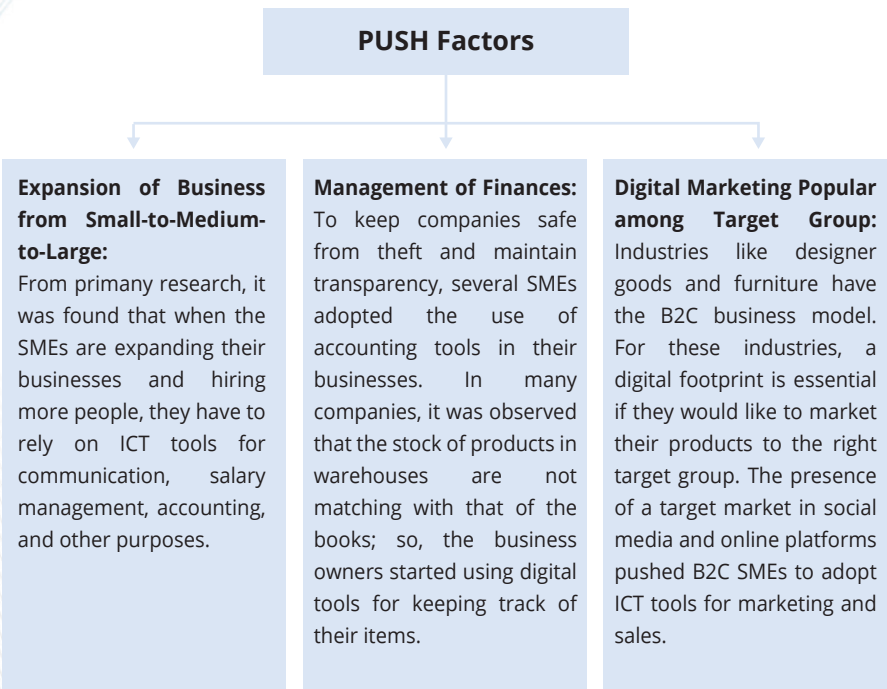 PUSH Factors
Expansion of Business
from Small-to-Medium-
to-Large:
From primany research, it
was found that when the
SMEs are expanding their
businesses and hiring
more people, they have to
rely on ICT tools for
communication, salary
management, accounting,
and other purposes.
Management of Finances:
To keep companies safe
from theft and maintain
transparency, several SMEs
adopted the use of
accounting tools in their
businesses. In many
companies, it was observed
that the stock of products in
warehouses are not
matching with that of the
books; so, the business
owners started using digital
tools for keeping track of
their items.
Digital Marketing Popular
among Target Group:
Industries like designer
goods and furniture have
the B2C business model.
For these industries, a
digital footprint is essential
if they would like to market
their products to the right
target group. The presence
of a target market in social
media and online platforms
pushed B2C SMEs to adopt
ICT tools for marketing and
sales.